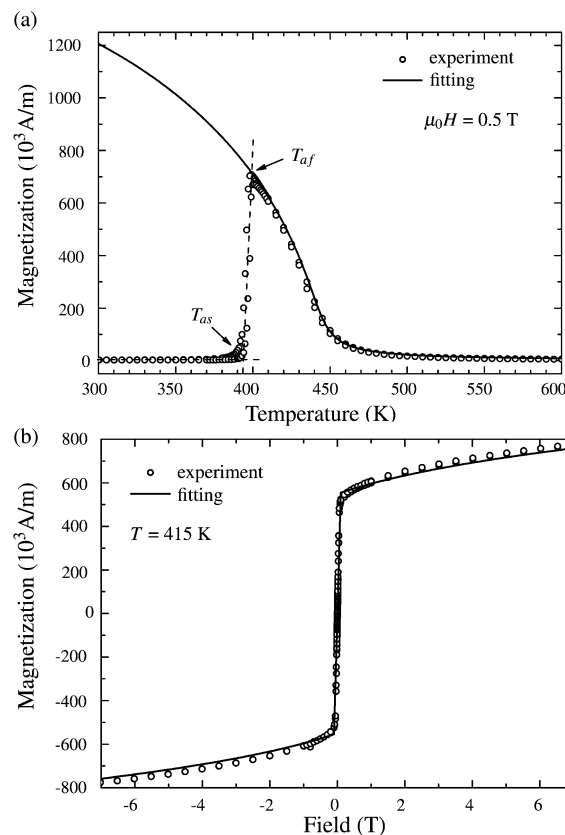 (a)
1200
1000
800
600
400
200
0
Magnetization (10³ A/m)
experiment
fitting
μ₀H = 0.5 T
T_af
T_as
300 350 400 450 500 550 600
Temperature (K)
(b)
800
600
400
200
0
-200
-400
-600
-800
Magnetization (10³ A/m)
experiment
fitting
T = 415 K
-6 -4 -2 0 2 4 6
Field (T)